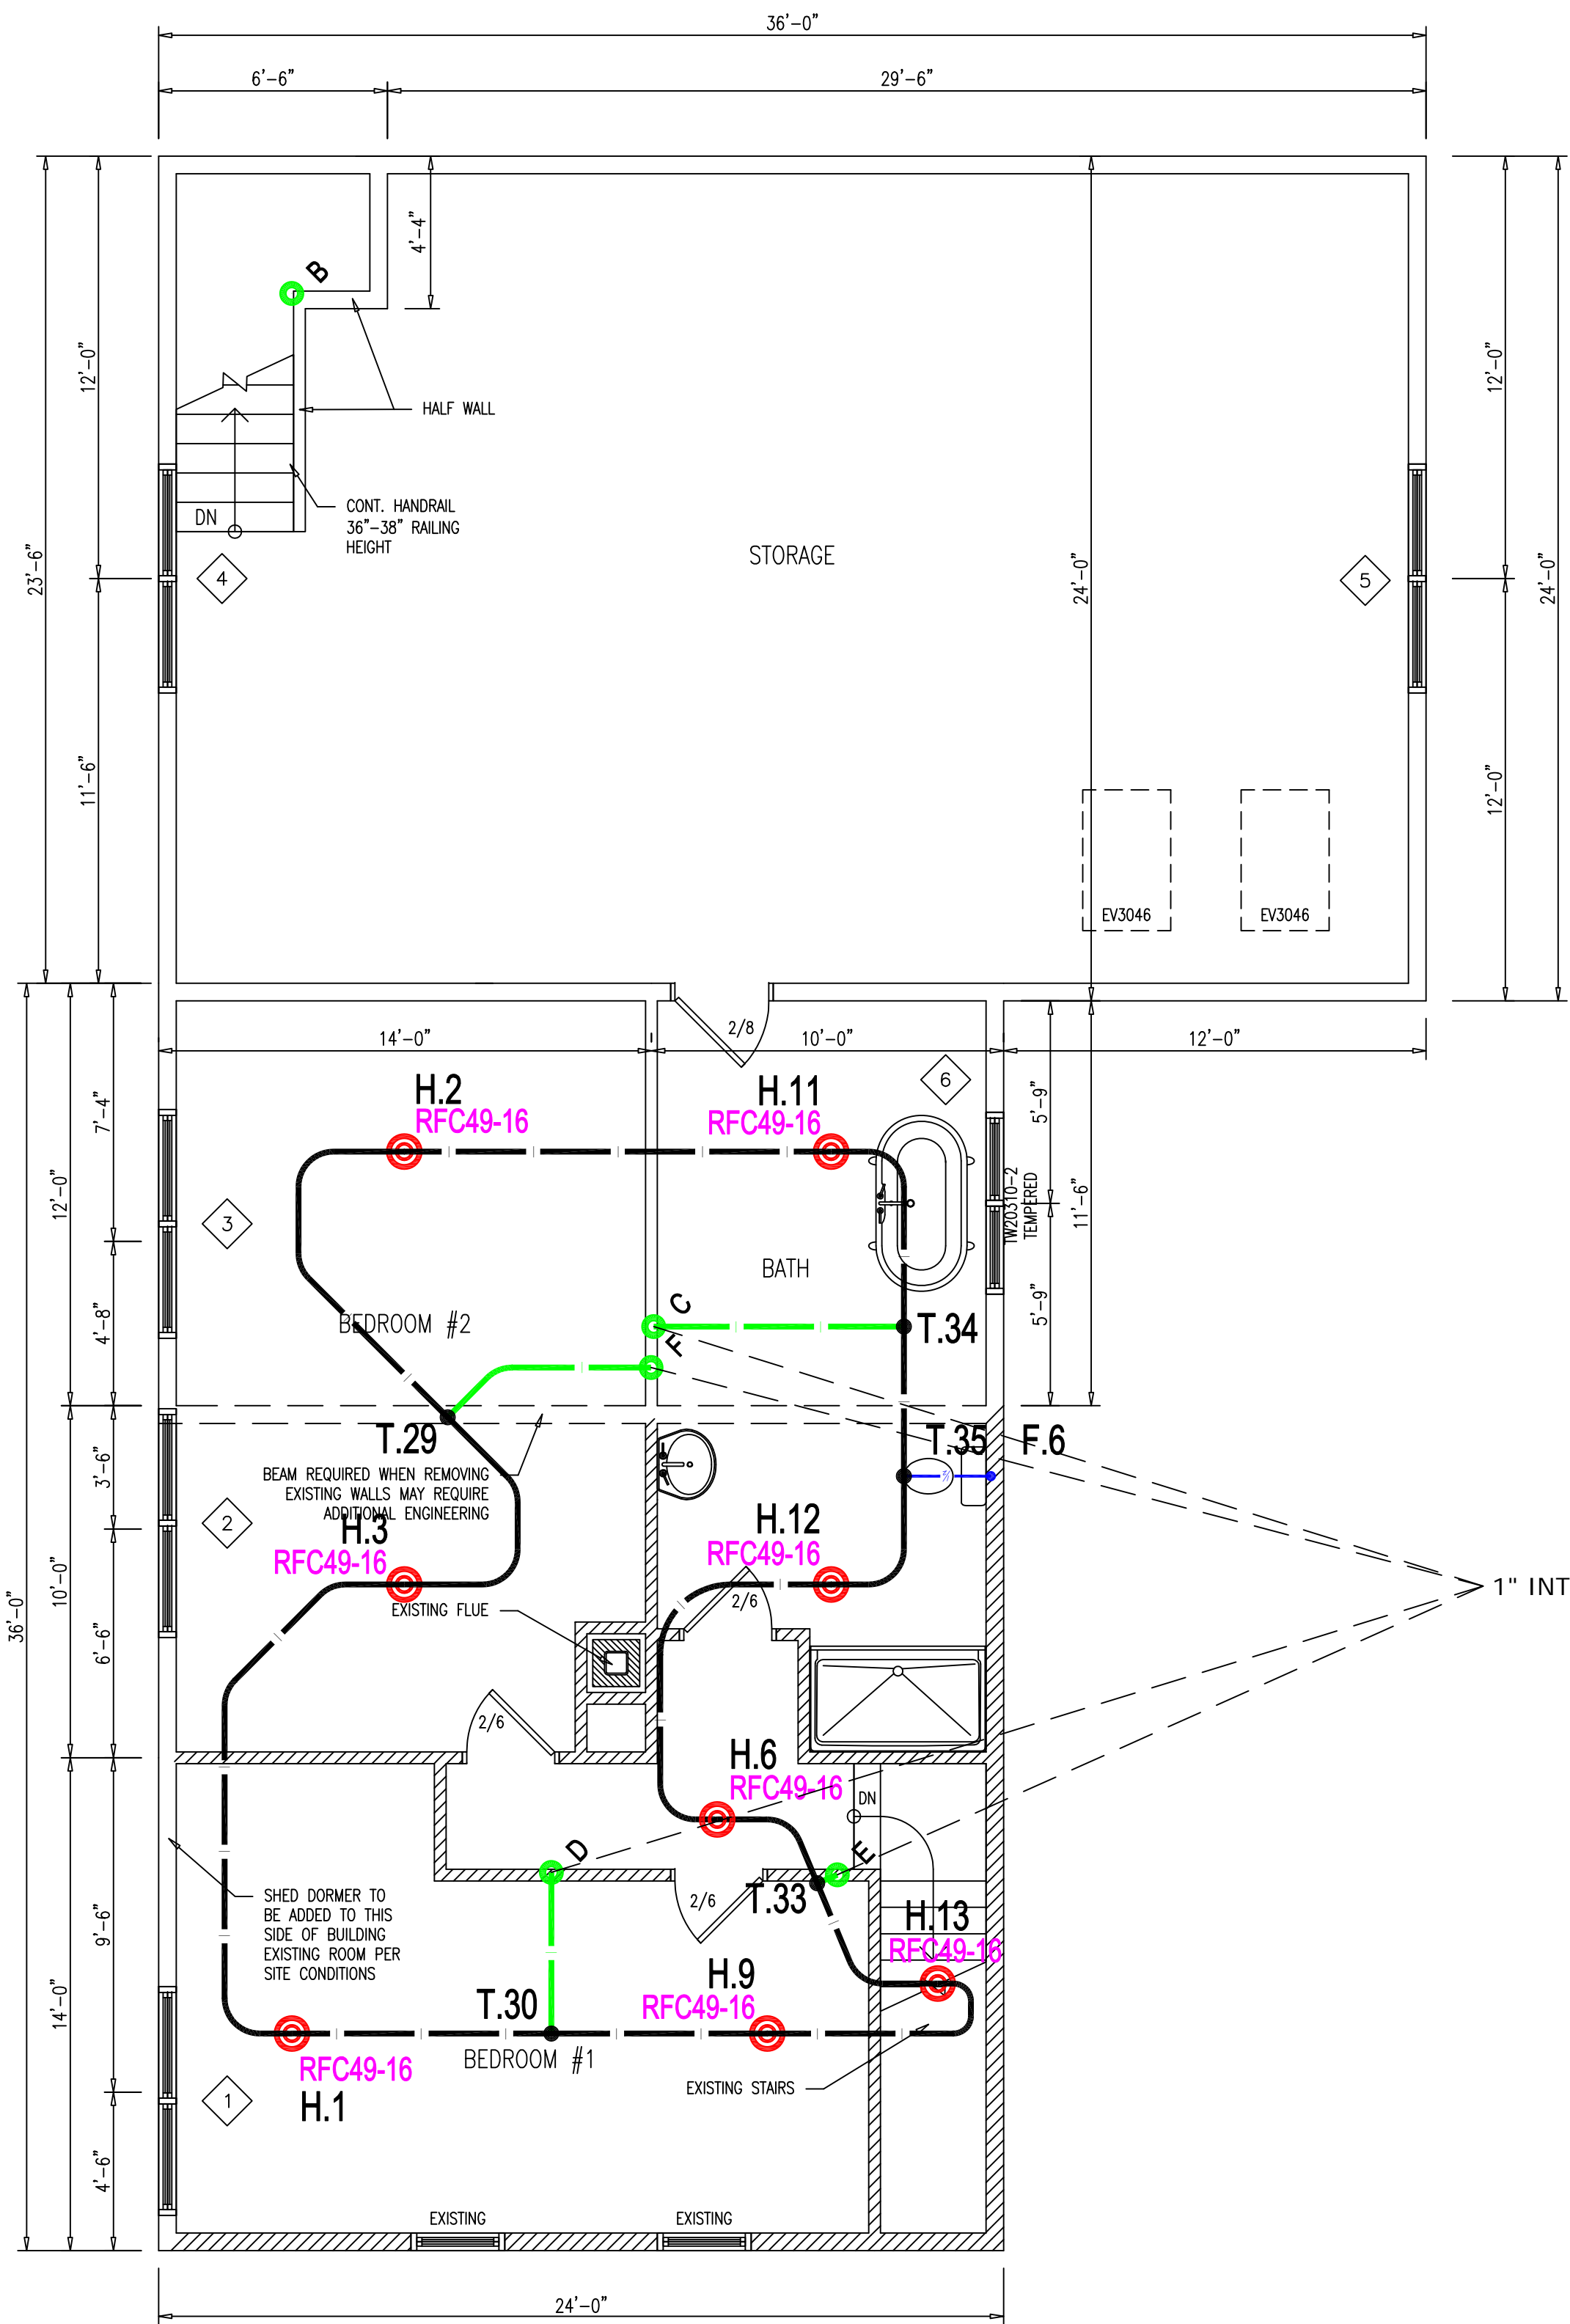 36'-0"
6'-6"
29'-6"
4'-4"
B
12'-0"
23'-6"
11'-6"
HALF WALL
CONT. HANDRAIL
36"-38" RAILING
HEIGHT
DN
4
STORAGE
24'-0"
5
12'-0"
24'-0"
12'-0"
EV3046
EV3046
2/8
14'-0"
10'-0"
12'-0"
7'-4"
12'-0"
4'-8"
H.2
RFC49-16
H.11
RFC49-16
6
5'-9"
11'-6"
5'-9"
TW20310-2
TEMPERED
3
BATH
BEDROOM #2
C
F
T.34
T.29
T.35
F.6
BEAM REQUIRED WHEN REMOVING
EXISTING WALLS MAY REQUIRE
ADDITIONAL ENGINEERING
3'-6"
10'-0"
6'-6"
36'-0"
2
H.3
RFC49-16
H.12
RFC49-16
1" INT
EXISTING FLUE
2/6
2/6
H.6
RFC49-16
DN
D
E
2/6
T.33
H.13
RFC49-16
SHED DORMER TO
BE ADDED TO THIS
SIDE OF BUILDING
EXISTING ROOM PER
SITE CONDITIONS
9'-6"
14'-0"
4'-6"
T.30
H.9
RFC49-16
RFC49-16
H.1
BEDROOM #1
EXISTING STAIRS
1
EXISTING
EXISTING
24'-0"